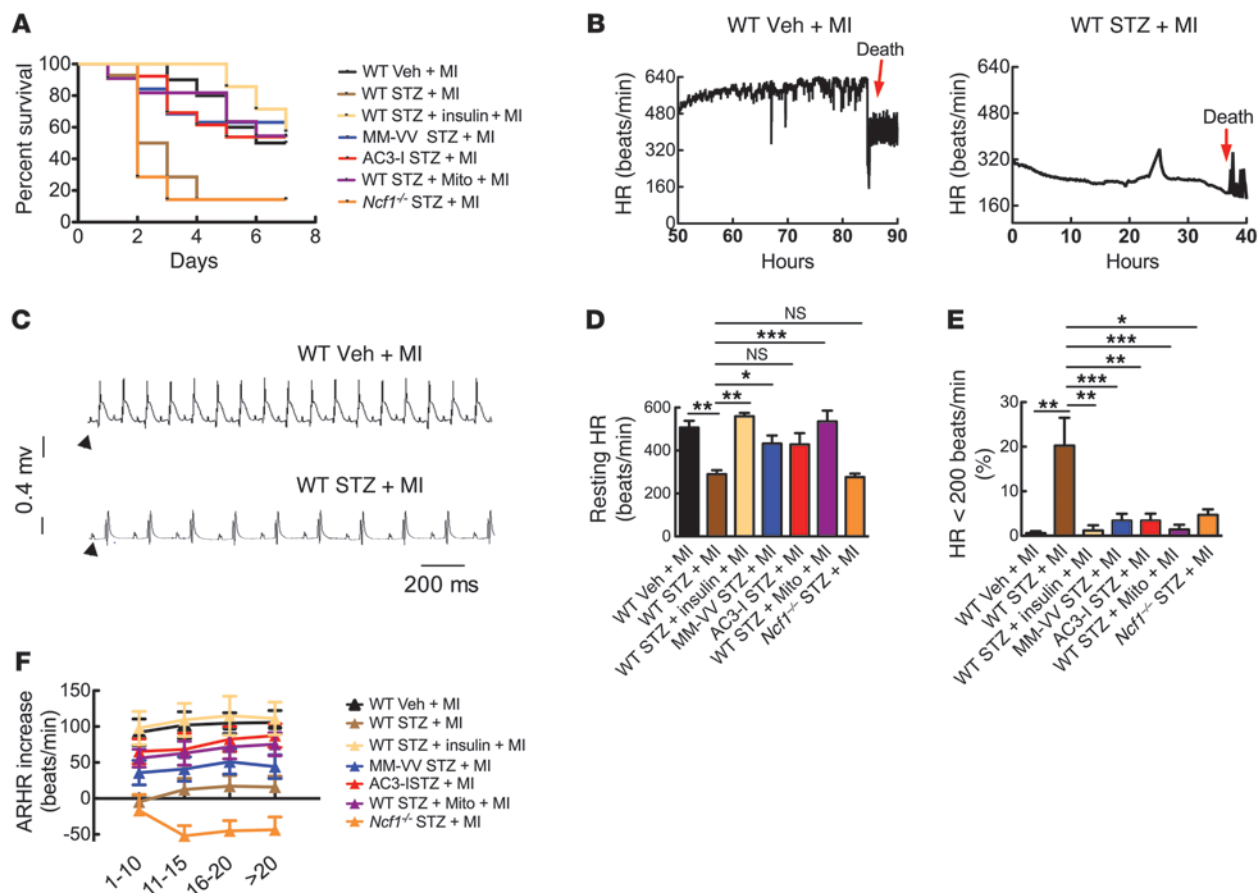 A
Percent survival
100
80
60
40
20
0
0 2 4 6 8
Days
WT Veh + MI
WT STZ + MI
WT STZ + insulin + MI
MM-VV STZ + MI
AC3-I STZ + MI
WT STZ + Mito + MI
Ncf1-/- STZ + MI
B
WT Veh + MI
HR (beats/min)
640
480
320
160
0
Death
50 60 70 80 90
Hours
WT STZ + MI
HR (beats/min)
640
480
320
160
Death
0 10 20 30 40
Hours
C
WT Veh + MI
0.4 mv
WT STZ + MI
200 ms
D
NS
***
NS
*
** **
Resting HR
(beats/min)
600
400
200
0
WT Veh + MI
WT STZ + MI
WT STZ + insulin + MI
MM-VV STZ + MI
AC3-I STZ + MI
WT STZ + Mito + MI
Ncf1-/- STZ + MI
E
*
***
**
***
** **
HR < 200 beats/min
(%)
30
20
10
0
WT Veh + MI
WT STZ + MI
WT STZ + insulin + MI
MM-VV STZ + MI
AC3-I STZ + MI
WT STZ + Mito + MI
Ncf1-/- STZ + MI
F
ARHR increase
(beats/min)
150
100
50
0
-50
1-10 11-15 16-20 >20
WT Veh + MI
WT STZ + MI
WT STZ + insulin + MI
MM-VV STZ + MI
AC3-ISTZ + MI
WT STZ + Mito + MI
Ncf1-/- STZ + MI